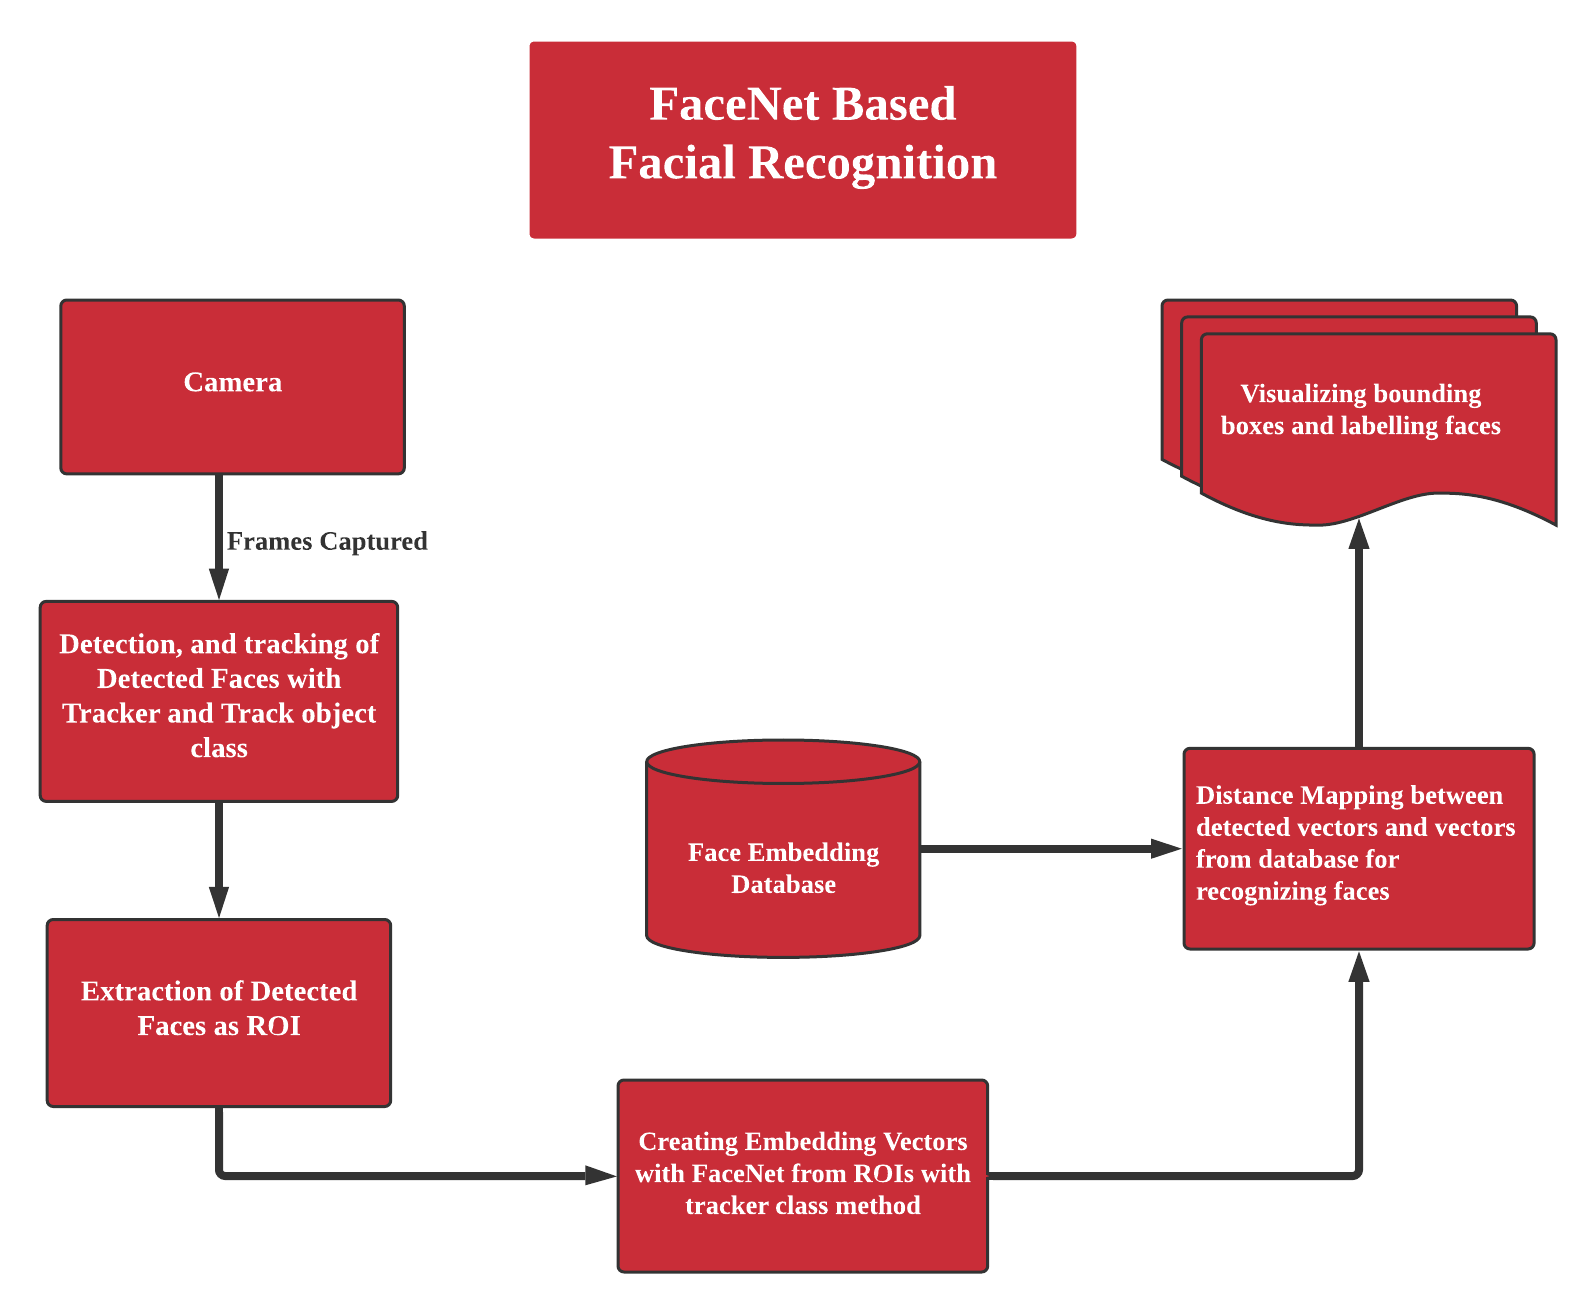 FaceNet Based
Facial Recognition
Camera
Frames Captured
Detection, and tracking of
Detected Faces with
Tracker and Track object
class
Extraction of Detected
Faces as ROI
Creating Embedding Vectors
with FaceNet from ROIs with
tracker class method
Face Embedding
Database
Distance Mapping between
detected vectors and vectors
from database for
recognizing faces
Visualizing bounding
boxes and labelling faces